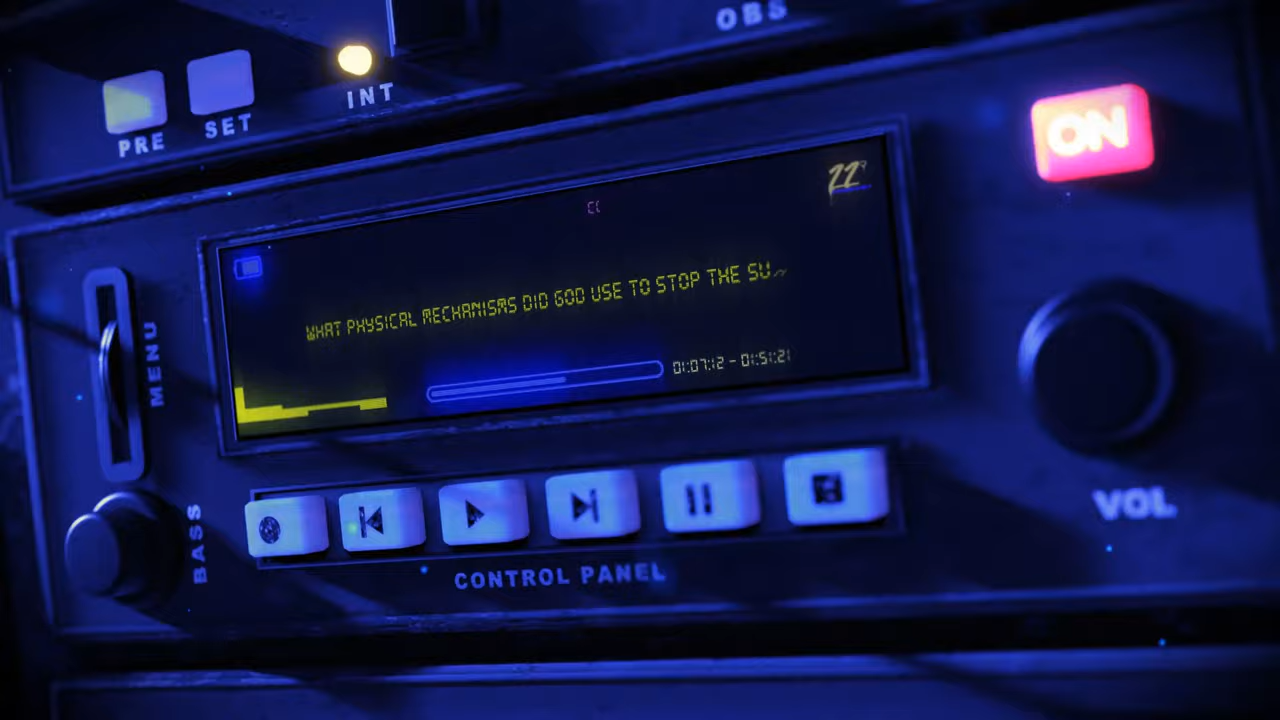 OBS
INT
PRE
SET
ON
22°
WHAT PHYSICAL MECHANISMS DID GOD USE TO STOP THE
01:07:12 - 01:51:21
MENU
BASS
VOL
CONTROL PANEL